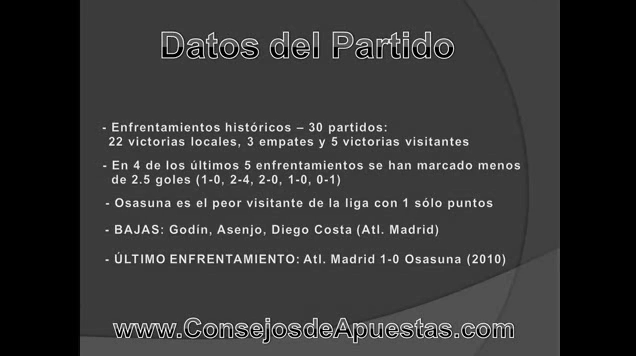 Datos del Partido
- Enfrentamientos históricos – 30 partidos:
22 victorias locales, 3 empates y 5 victorias visitantes
- En 4 de los últimos 5 enfrentamientos se han marcado menos
de 2.5 goles (1-0, 2-4, 2-0, 1-0, 0-1)
- Osasuna es el peor visitante de la liga con 1 sólo puntos
- BAJAS: Godín, Asenjo, Diego Costa (Atl. Madrid)
- ÚLTIMO ENFRENTAMIENTO: Atl. Madrid 1-0 Osasuna (2010)
www.ConsejosdeApuestas.com